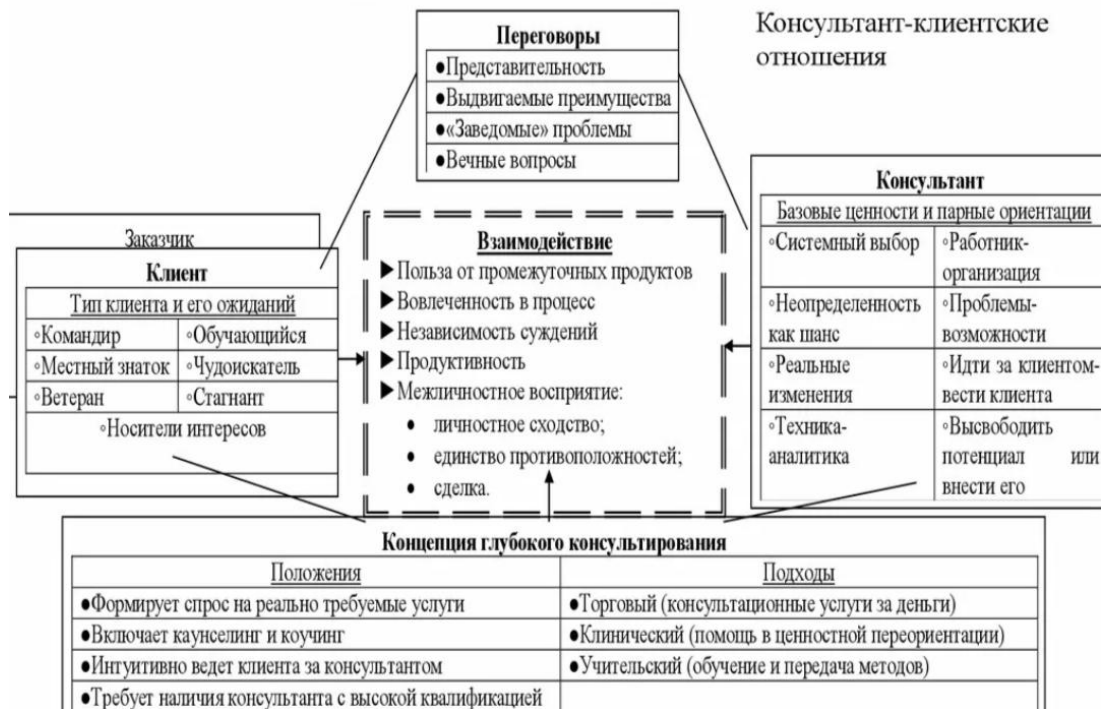 Консультант-клиентские
отношения
Переговоры
●Представительность
●Выдвигаемые преимущества
●«Заведомые» проблемы
●Вечные вопросы
Заказчик
Клиент
Тип клиента и его ожиданий
◦Командир
◦Обучающийся
◦Местный знаток
◦Чудоискатель
◦Ветеран
◦Стагнант
◦Носители интересов
Взаимодействие
►Польза от промежуточных продуктов
►Вовлеченность в процесс
►Независимость суждений
►Продуктивность
►Межличностное восприятие:
• личностное сходство;
• единство противоположностей;
• сделка.
Консультант
Базовые ценности и парные ориентации
◦Системный выбор
◦Работник-
организация
◦Неопределенность
как шанс
◦Проблемы-
возможности
◦Реальные
изменения
◦Идти за клиентом-
вести клиента
◦Техника-
аналитика
◦Высвободить
потенциал или
внести его
Концепция глубокого консультирования
Положения
Подходы
●Формирует спрос на реально требуемые услуги
●Торговый (консультационные услуги за деньги)
●Включает каунселинг и коучинг
●Клинический (помощь в ценностной переориентации)
●Интуитивно ведет клиента за консультантом
●Учительский (обучение и передача методов)
●Требует наличия консультанта с высокой квалификацией